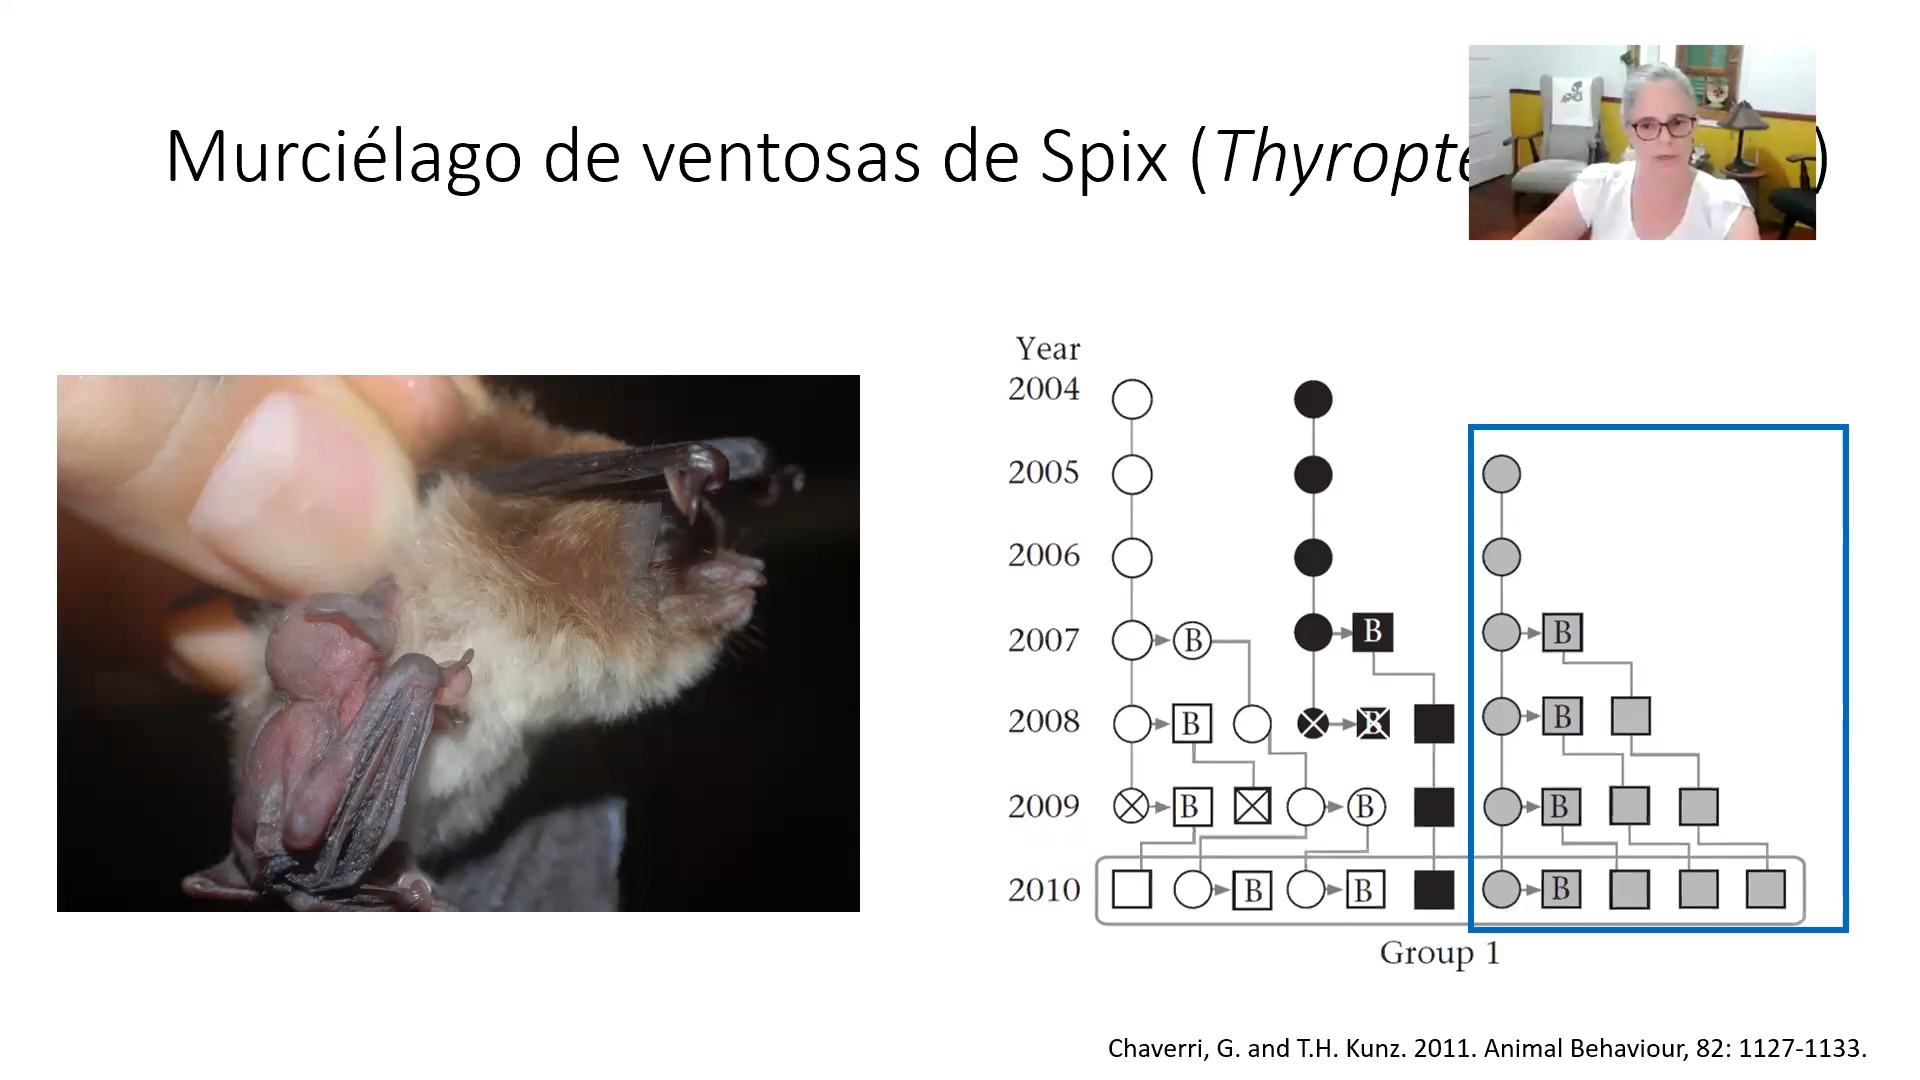 Murciélago de ventosas de Spix (Thyropte )
Year
2004
2005
2006
2007 B B B
2008 B B B
2009 B B B
2010 B B B
Group 1
Chaverri, G. and T.H. Kunz. 2011. Animal Behaviour, 82: 1127-1133.